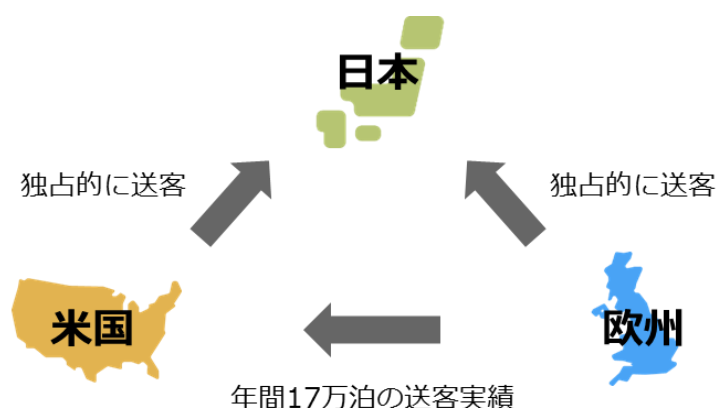 日本
独占的に送客
独占的に送客
米国
欧州
年間17万泊の送客実績